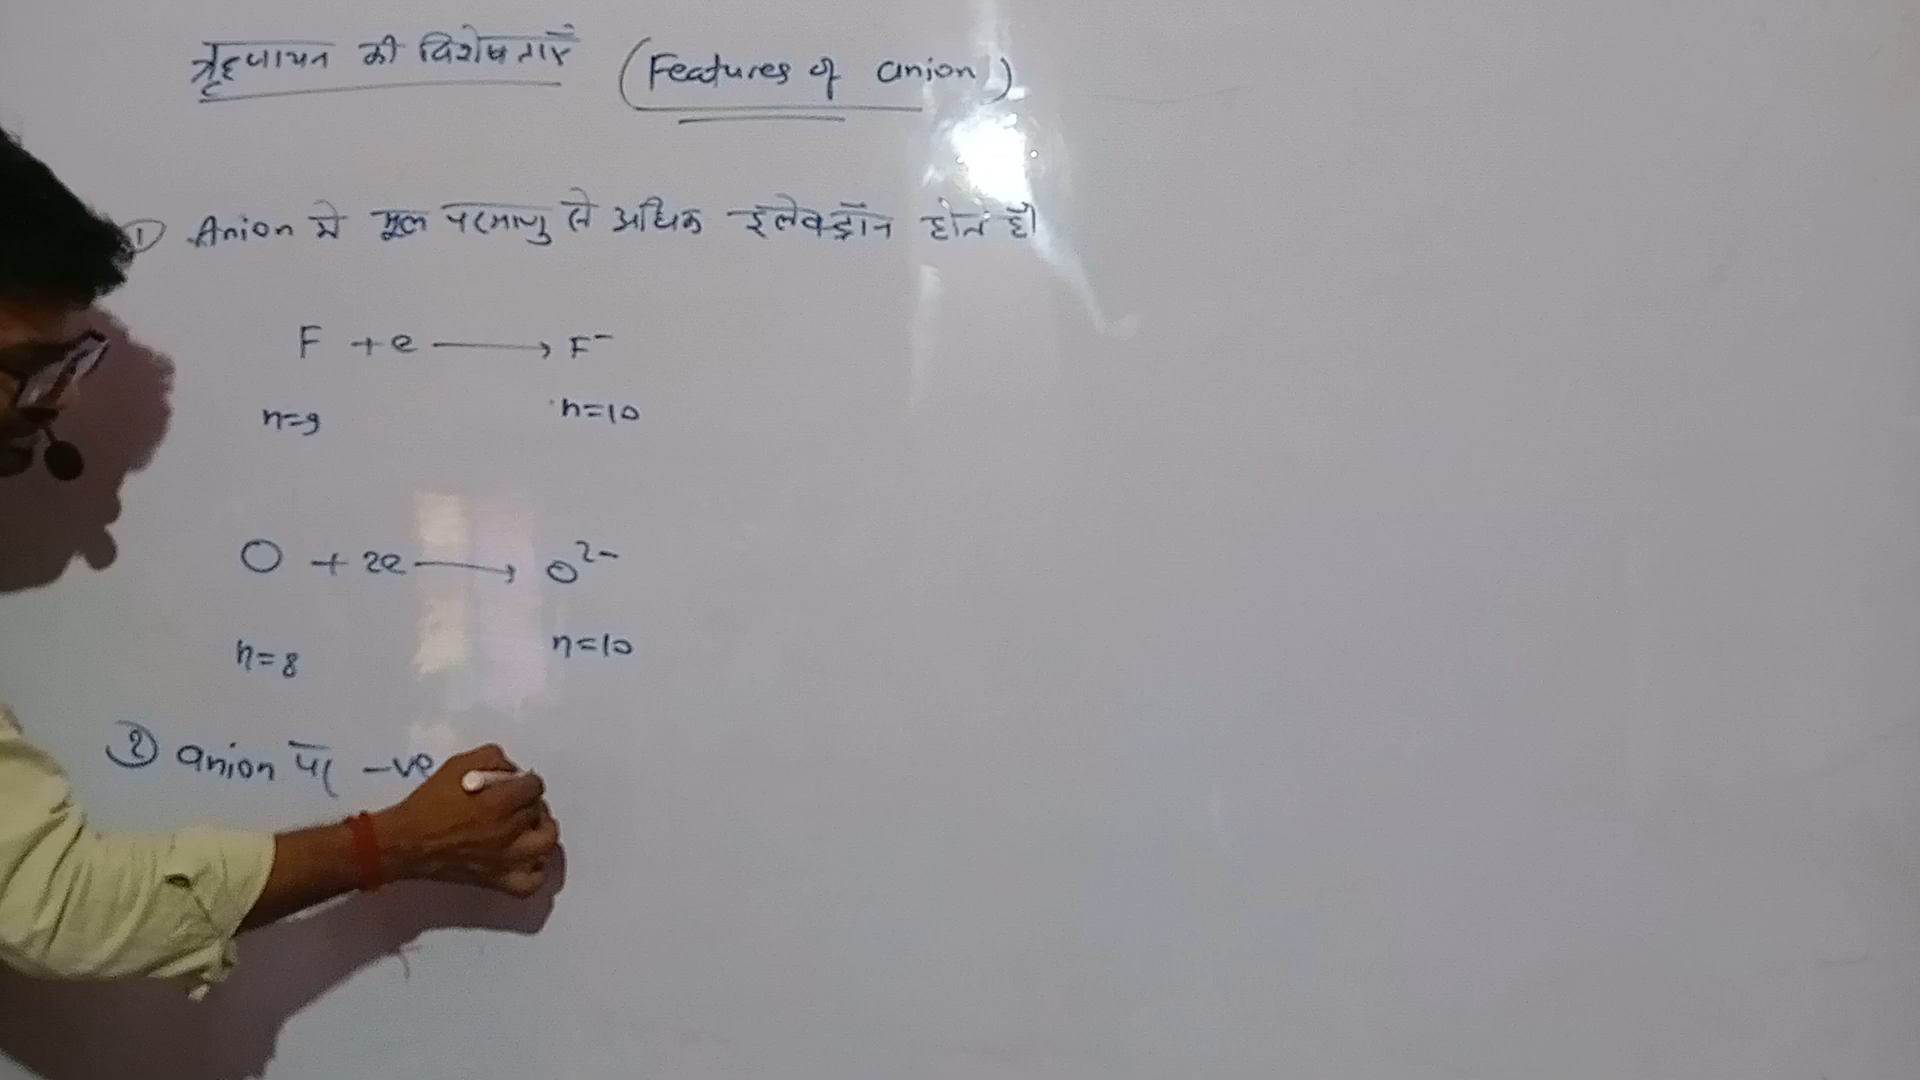 ऋृणायन की विशेषताएँ (Features of anion)
① Anion मे मूल परमाणु से अधिक इलेक्ट्रॉन होते है
F + e ⟶ F⁻
n=9 n=10
O + 2e ⟶ O²⁻
n=8 n=10
② anion पर -ve